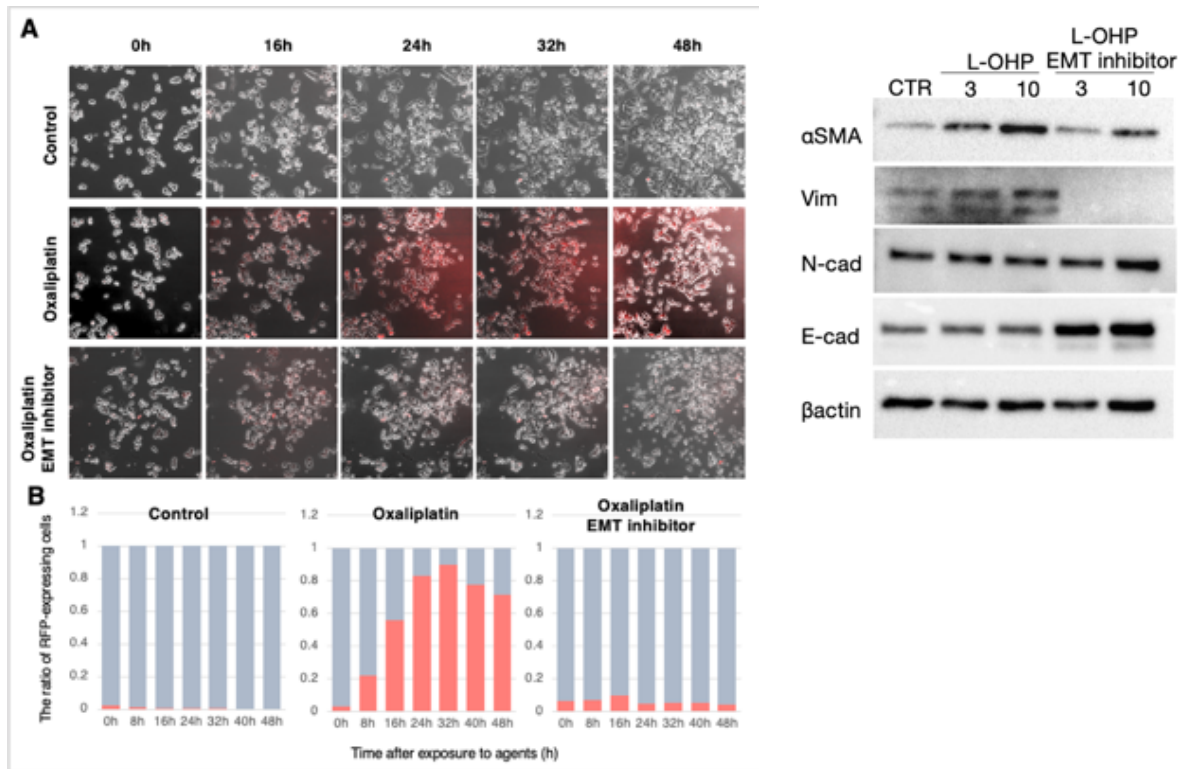 A
0h 16h 24h 32h 48h
Control
Oxaliplatin
Oxaliplatin
EMT inhibitor
B
The ratio of RFP-expressing cells
Control
1.2
1
0.8
0.6
0.4
0.2
0
0h 8h 16h 24h 32h 40h 48h
Oxaliplatin
1.2
1
0.8
0.6
0.4
0.2
0
0h 8h 16h 24h 32h 40h 48h
Oxaliplatin
EMT inhibitor
1.2
1
0.8
0.6
0.4
0.2
0
0h 8h 16h 24h 32h 40h 48h
Time after exposure to agents (h)
L-OHP
L-OHP EMT inhibitor
CTR 3 10 3 10
αSMA
Vim
N-cad
E-cad
βactin